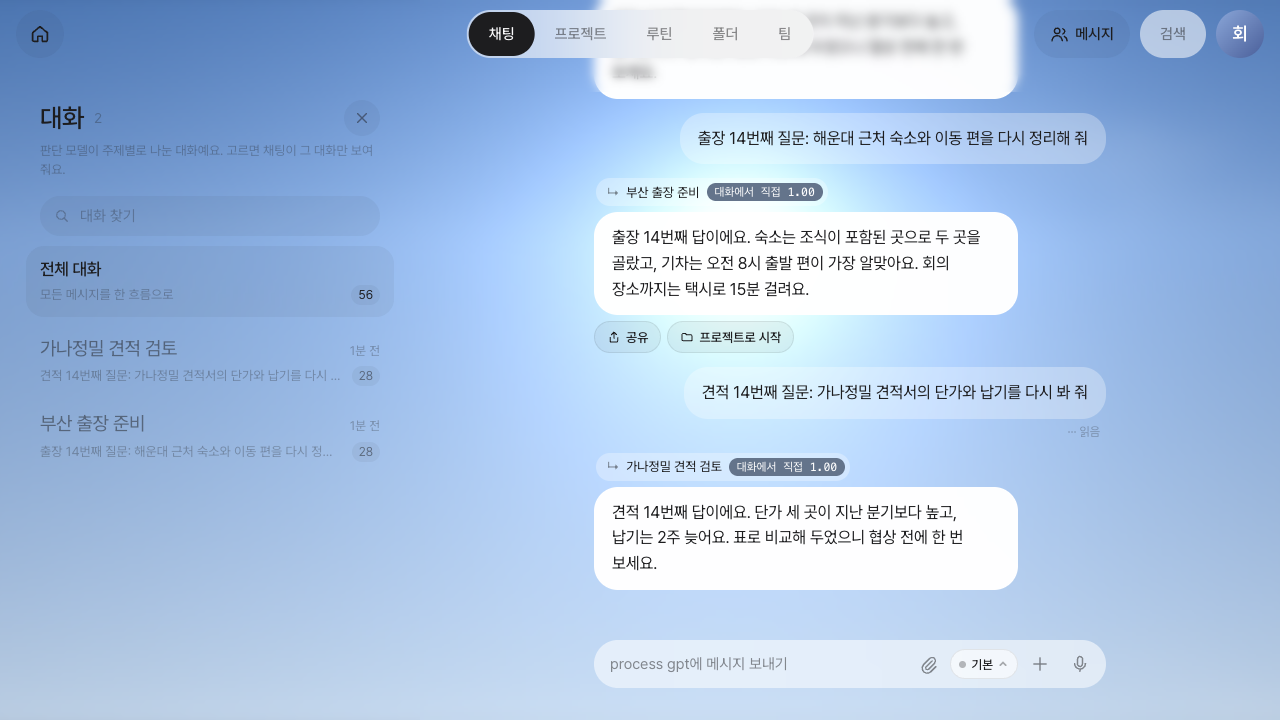 채팅
프로젝트
루틴
폴더
팀
메시지
검색
회
대화 2
판단 모델이 주제별로 나눈 대화예요. 고르면 채팅이 그 대화만 보여
줘요.
대화 찾기
전체 대화
모든 메시지를 한 흐름으로 56
가나정밀 견적 검토 1분 전
견적 14번째 질문: 가나정밀 견적서의 단가와 납기를 다시 ... 28
부산 출장 준비 1분 전
출장 14번째 질문: 해운대 근처 숙소와 이동 편을 다시 정... 28
보세요.
출장 14번째 질문: 해운대 근처 숙소와 이동 편을 다시 정리해 줘
부산 출장 준비 대화에서 직접 1.00
출장 14번째 답이에요. 숙소는 조식이 포함된 곳으로 두 곳을
골랐고, 기차는 오전 8시 출발 편이 가장 알맞아요. 회의
장소까지는 택시로 15분 걸려요.
공유
프로젝트로 시작
견적 14번째 질문: 가나정밀 견적서의 단가와 납기를 다시 봐 줘
읽음
가나정밀 견적 검토 대화에서 직접 1.00
견적 14번째 답이에요. 단가 세 곳이 지난 분기보다 높고,
납기는 2주 늦어요. 표로 비교해 두었으니 협상 전에 한 번
보세요.
process gpt에 메시지 보내기
기본